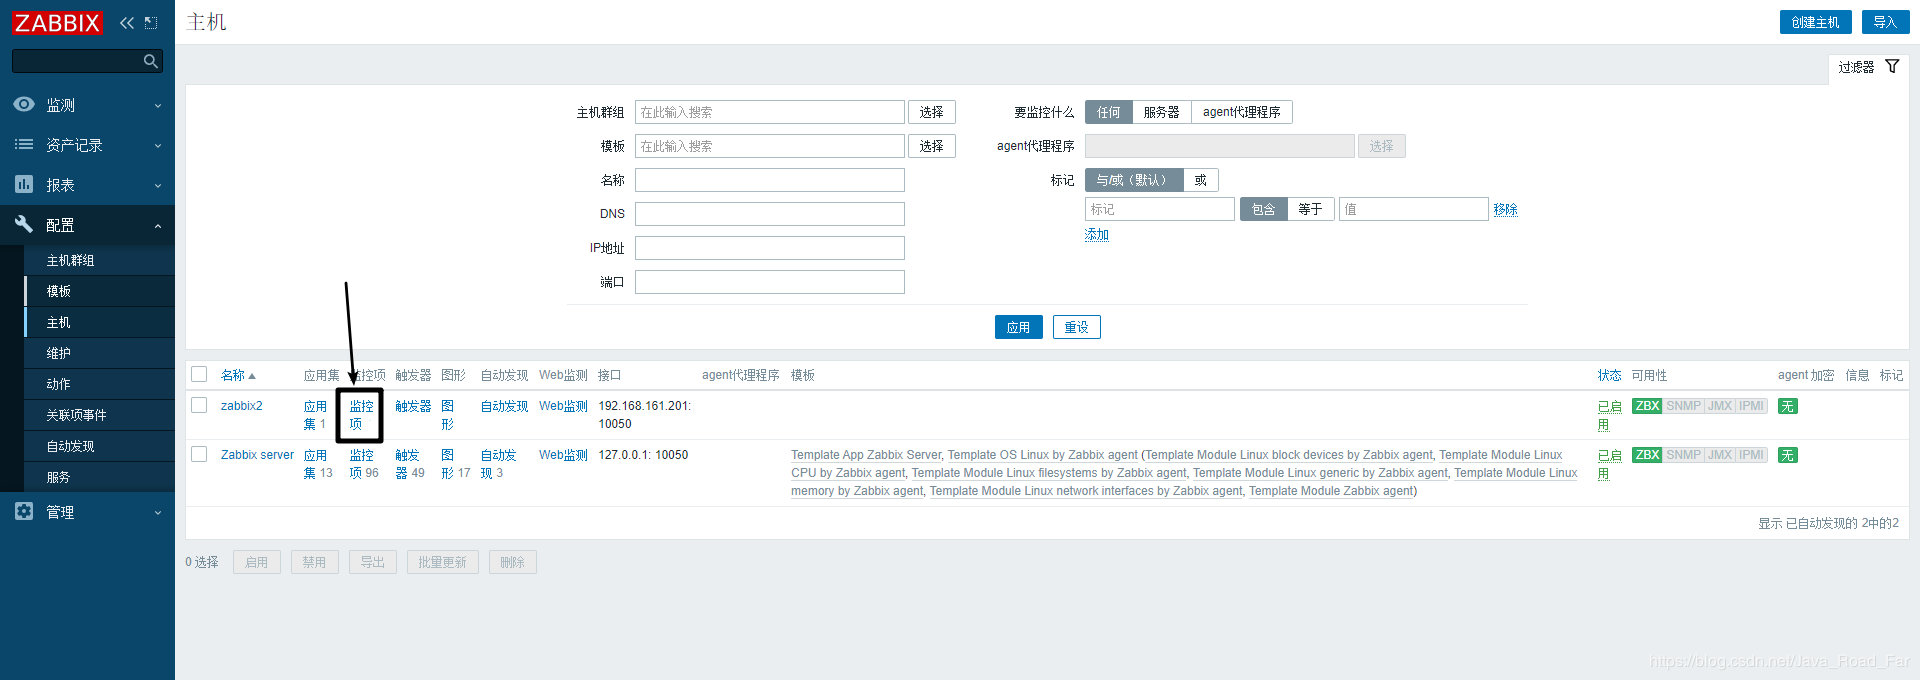 ZABBIX
监测
资产记录
报表
配置
主机群组
模板
主机
维护
动作
关联项事件
自动发现
服务
管理
主机
创建主机 导入
过滤器
主机群组 在此输入搜索 选择
模板 在此输入搜索 选择
名称
DNS
IP地址
端口
要监控什么 任何 服务器 agent代理程序
agent代理程序 选择
标记 与/或（默认） 或
标记 包含 等于 值 移除
添加
应用 重设
名称 应用集 监控项 触发器 图形 自动发现 Web监测 接口 agent代理程序 模板 状态 可用性 agent 加密 信息 标记
zabbix2 应用 监控 触发器 图 自动发现 Web监测 192.168.161.201: 已启 ZBX SNMP JMX IPMI 无
集 1 项 形 10050 用
Zabbix server 应用 监控 触发 图 自动发 Web监测 127.0.0.1: 10050 Template App Zabbix Server, Template OS Linux by Zabbix agent (Template Module Linux block devices by Zabbix agent, Template Module Linux 已启 ZBX SNMP JMX IPMI 无
集 13 项 96 器 49 形 17 现 3 CPU by Zabbix agent, Template Module Linux filesystems by Zabbix agent, Template Module Linux generic by Zabbix agent, Template Module Linux 用
memory by Zabbix agent, Template Module Linux network interfaces by Zabbix agent, Template Module Zabbix agent)
显示 已自动发现的 2中的2
0 选择 启用 禁用 导出 批量更新 删除
https://blog.csdn.net/Java_Road_Far